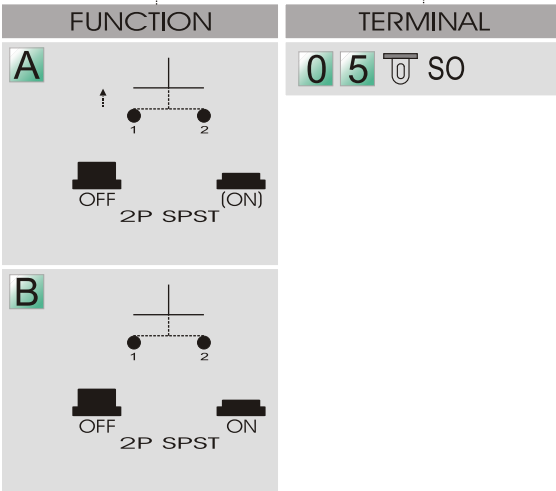 FUNCTION
A
1 2
OFF (ON)
2P SPST
B
1 2
OFF ON
2P SPST
TERMINAL
0 5 SO